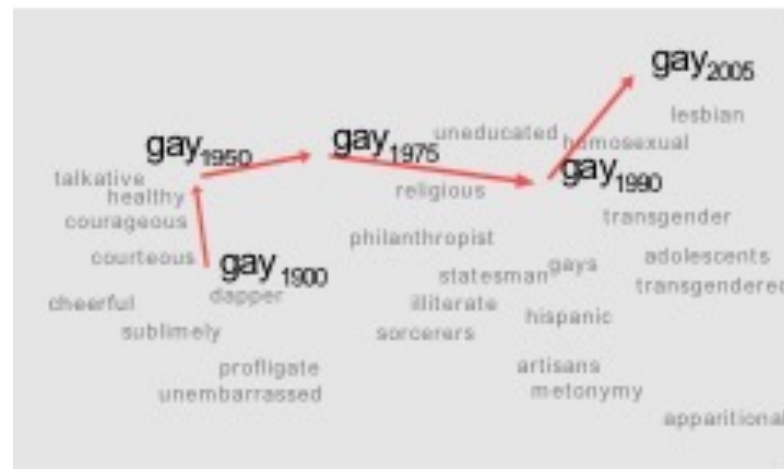 gay2005
lesbian
gay1950 gay1975 uneducated homosexual
talkative gay1990
healthy religious
courageous transgender
philanthropist
courteous gay1900 statesman gays adolescents
cheerful dapper illiterate transgendered
sublimely sorcerers hispanic
profligate artisans
unembarrassed metonymy
apparitional